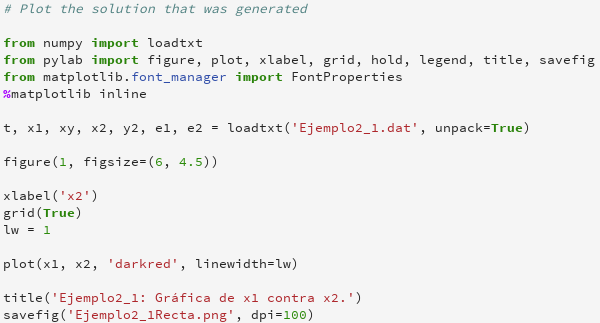 # Plot the solution that was generated
from numpy import loadtxt
from pylab import figure, plot, xlabel, grid, hold, legend, title, savefig
from matplotlib.font_manager import FontProperties
%matplotlib inline
t, x1, xy, x2, y2, e1, e2 = loadtxt('Ejemplo2_1.dat', unpack=True)
figure(1, figsize=(6, 4.5))
xlabel('x2')
grid(True)
lw = 1
plot(x1, x2, 'darkred', linewidth=lw)
title('Ejemplo2_1: Gráfica de x1 contra x2.')
savefig('Ejemplo2_1Recta.png', dpi=100)